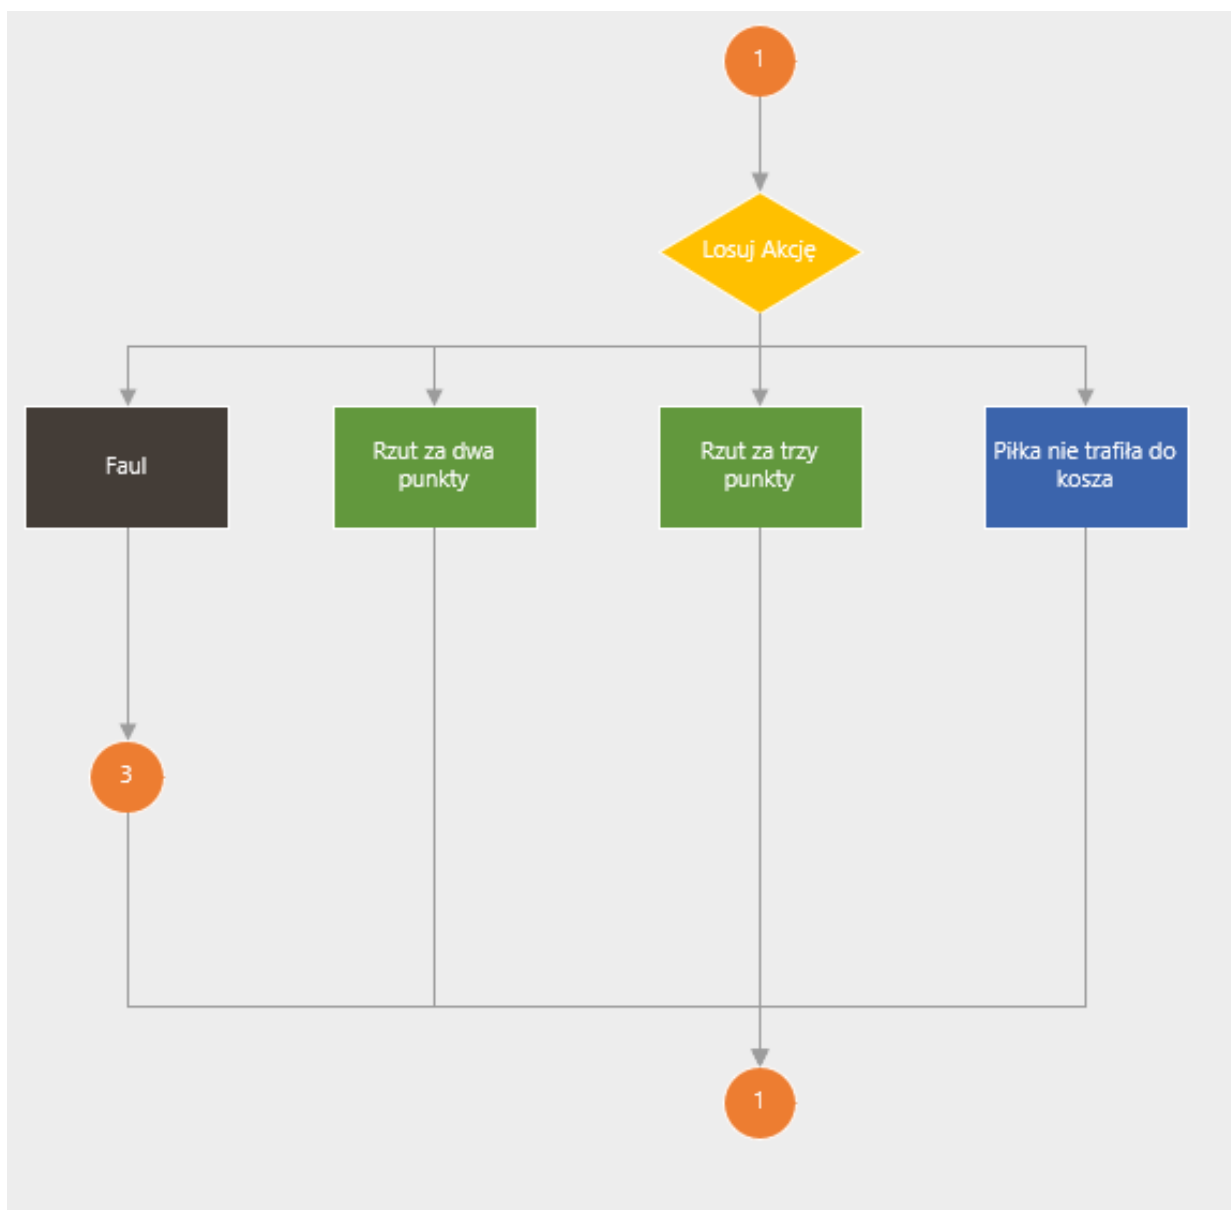 1
Losuj Akcję
Faul
Rzut za dwa
punkty
Rzut za trzy
punkty
Piłka nie trafiła do
kosza
3
1